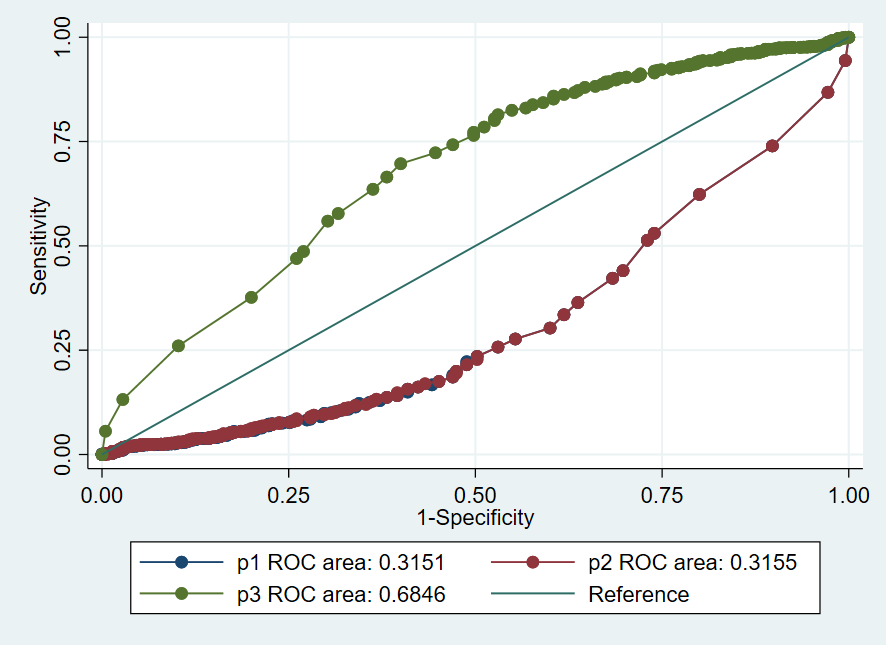 1.00
0.75
0.50
0.25
0.00
Sensitivity
0.00 0.25 0.50 0.75 1.00
1-Specificity
p1 ROC area: 0.3151 p2 ROC area: 0.3155
p3 ROC area: 0.6846 Reference